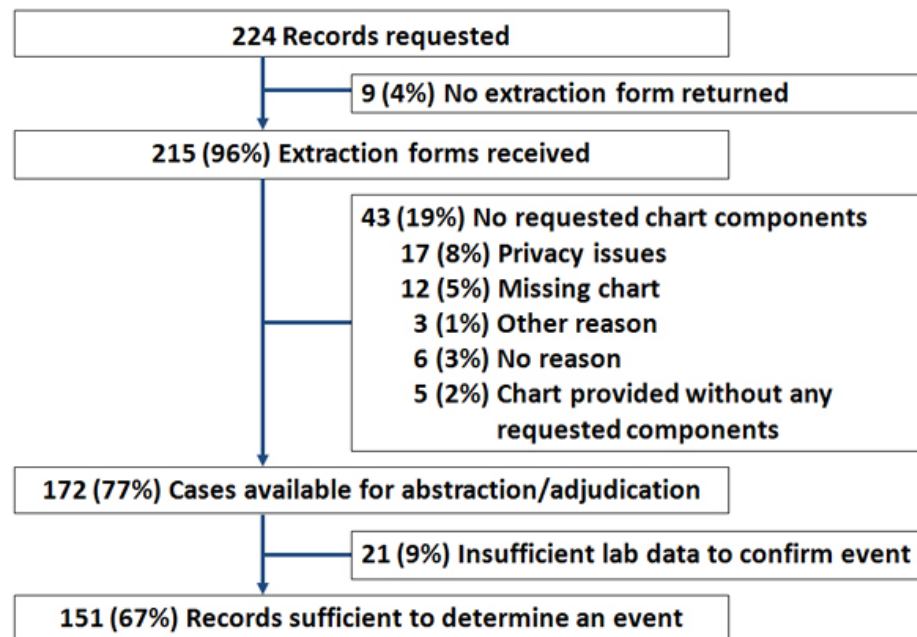 224 Records requested
9 (4%) No extraction form returned
215 (96%) Extraction forms received
43 (19%) No requested chart components
17 (8%) Privacy issues
12 (5%) Missing chart
3 (1%) Other reason
6 (3%) No reason
5 (2%) Chart provided without any
requested components
172 (77%) Cases available for abstraction/adjudication
21 (9%) Insufficient lab data to confirm event
151 (67%) Records sufficient to determine an event